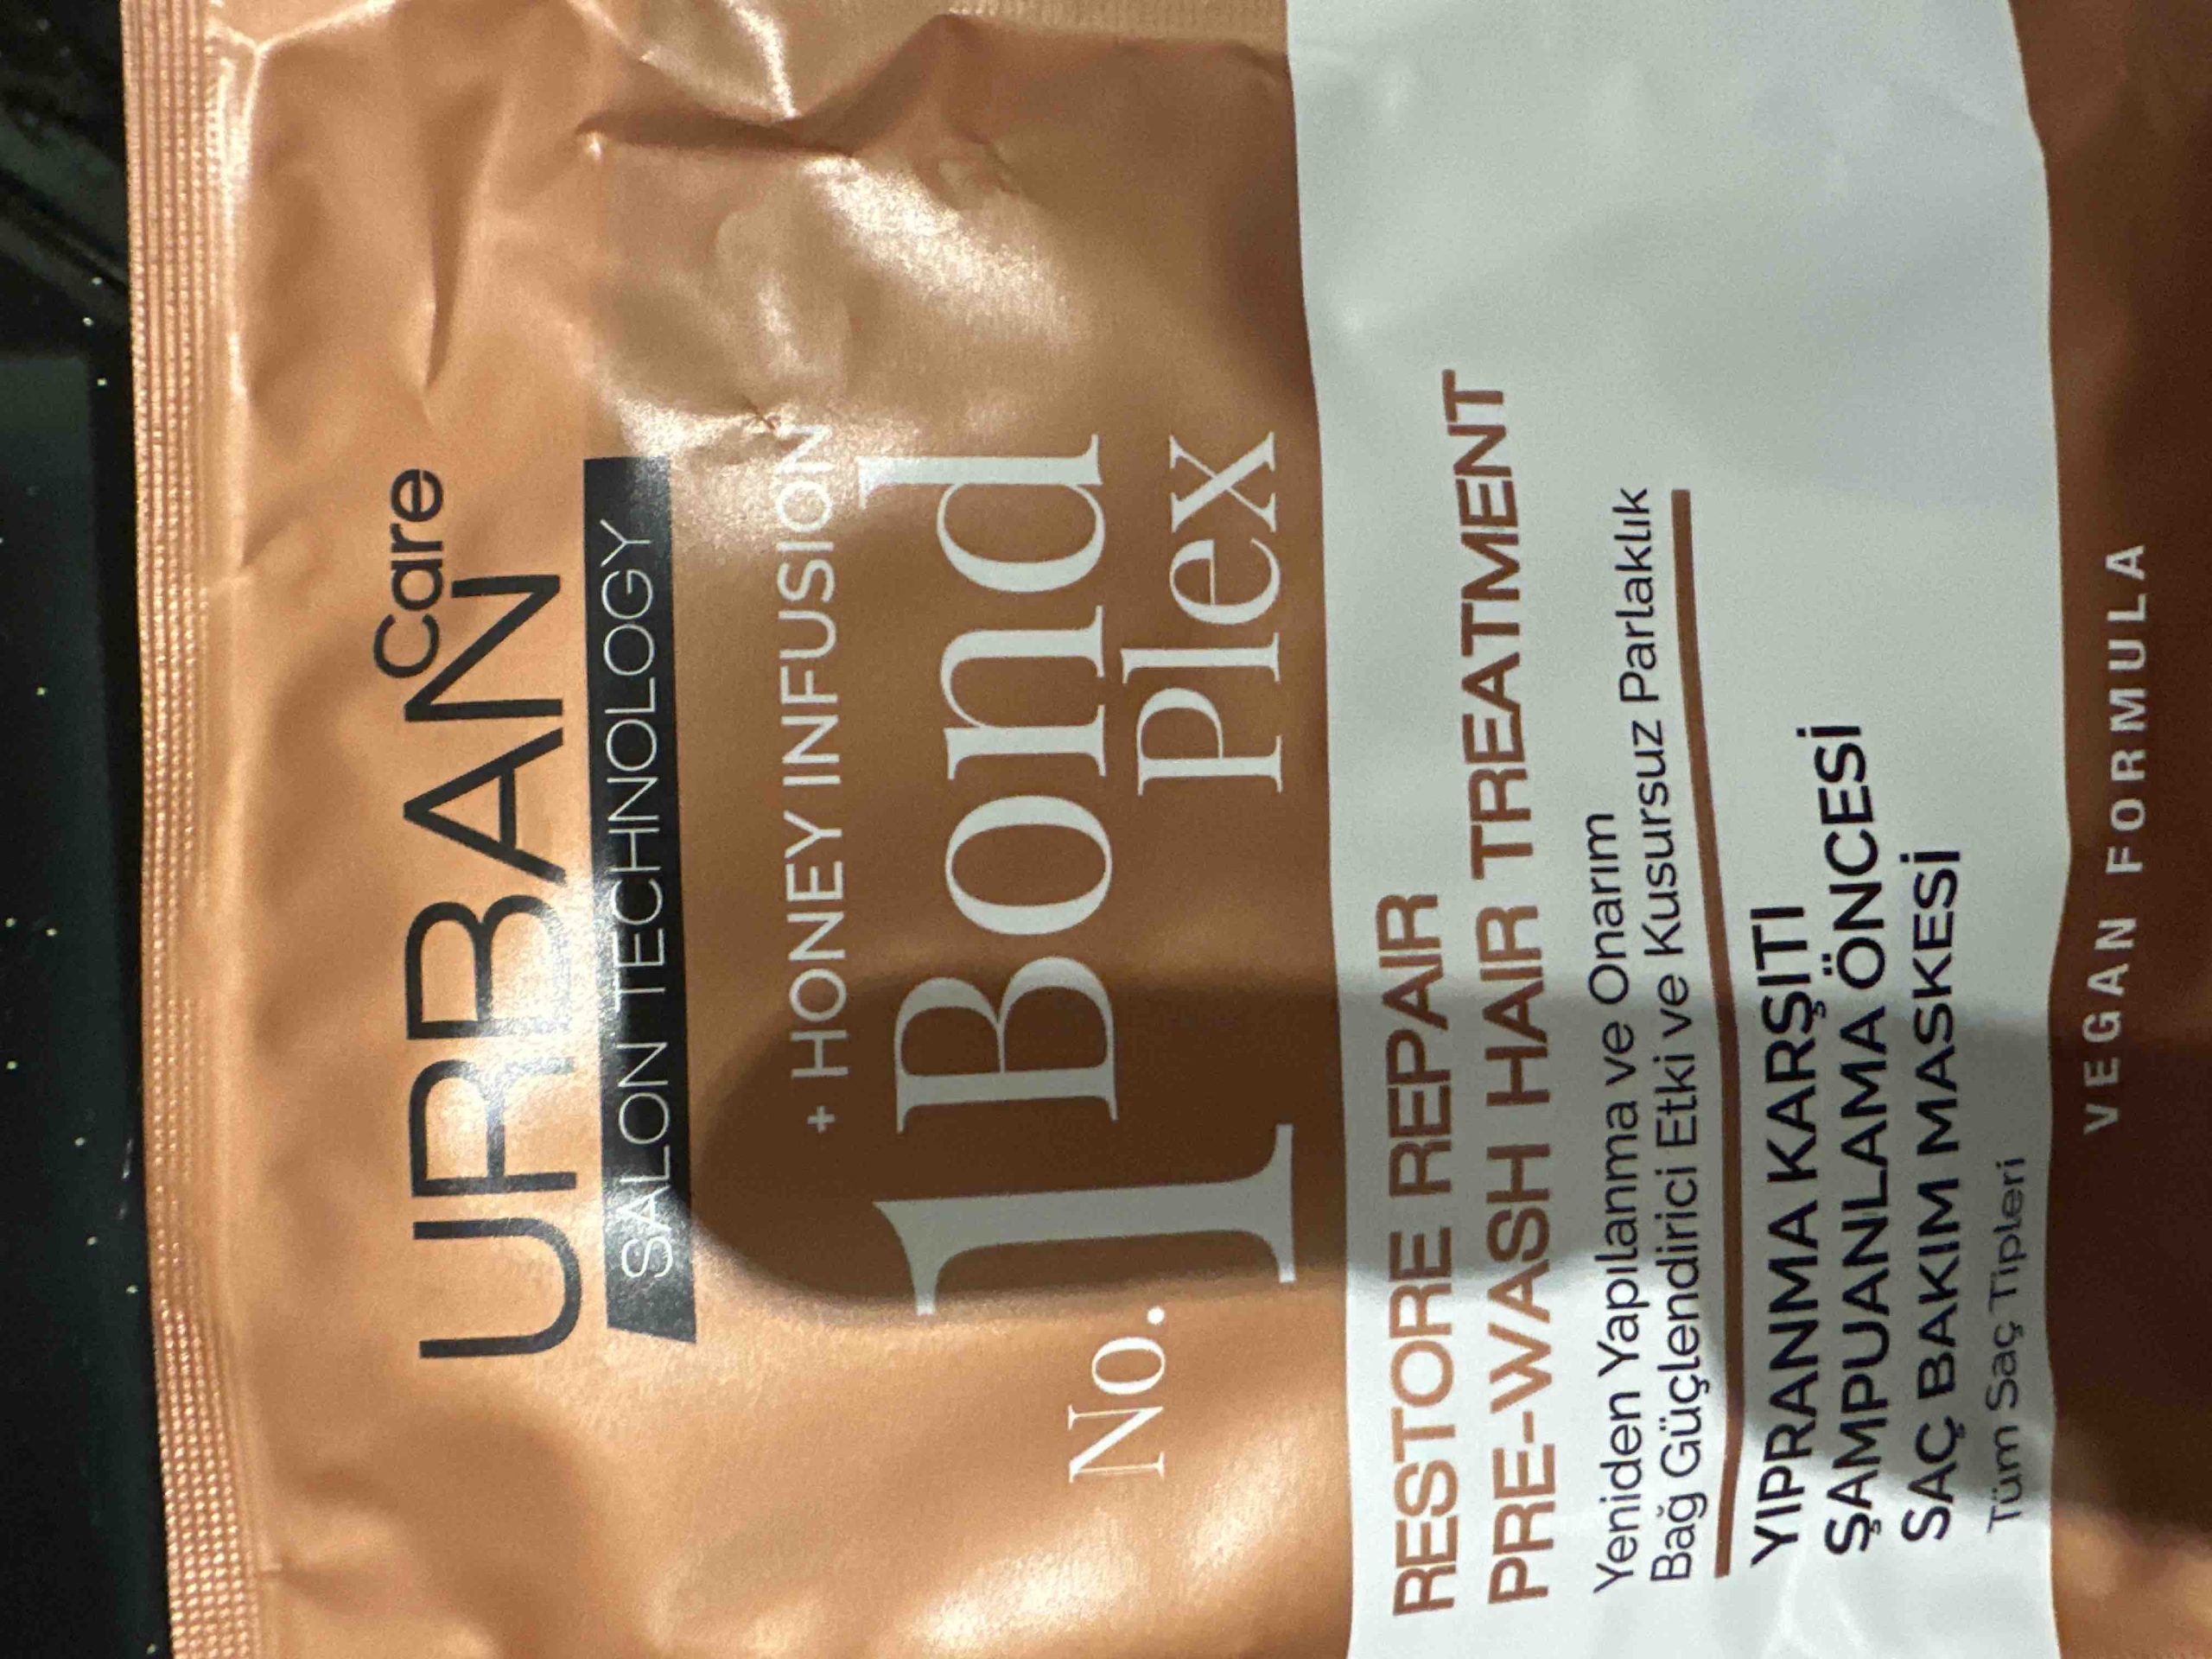 URBAN Care
SALON TECHNOLOGY
+ HONEY INFUSION
No. 1 Bond
Plex
RESTORE REPAIR
PRE-WASH HAIR TREATMENT
Yeniden Yapılanma ve Onarım
Bağ Güçlendirici Etki ve Kusursuz Parlaklık
YIPRANMA KARŞITI
ŞAMPUANLAMA ÖNCESİ
SAÇ BAKIM MASKESİ
Tüm Saç Tipleri
VEGAN FORMULA